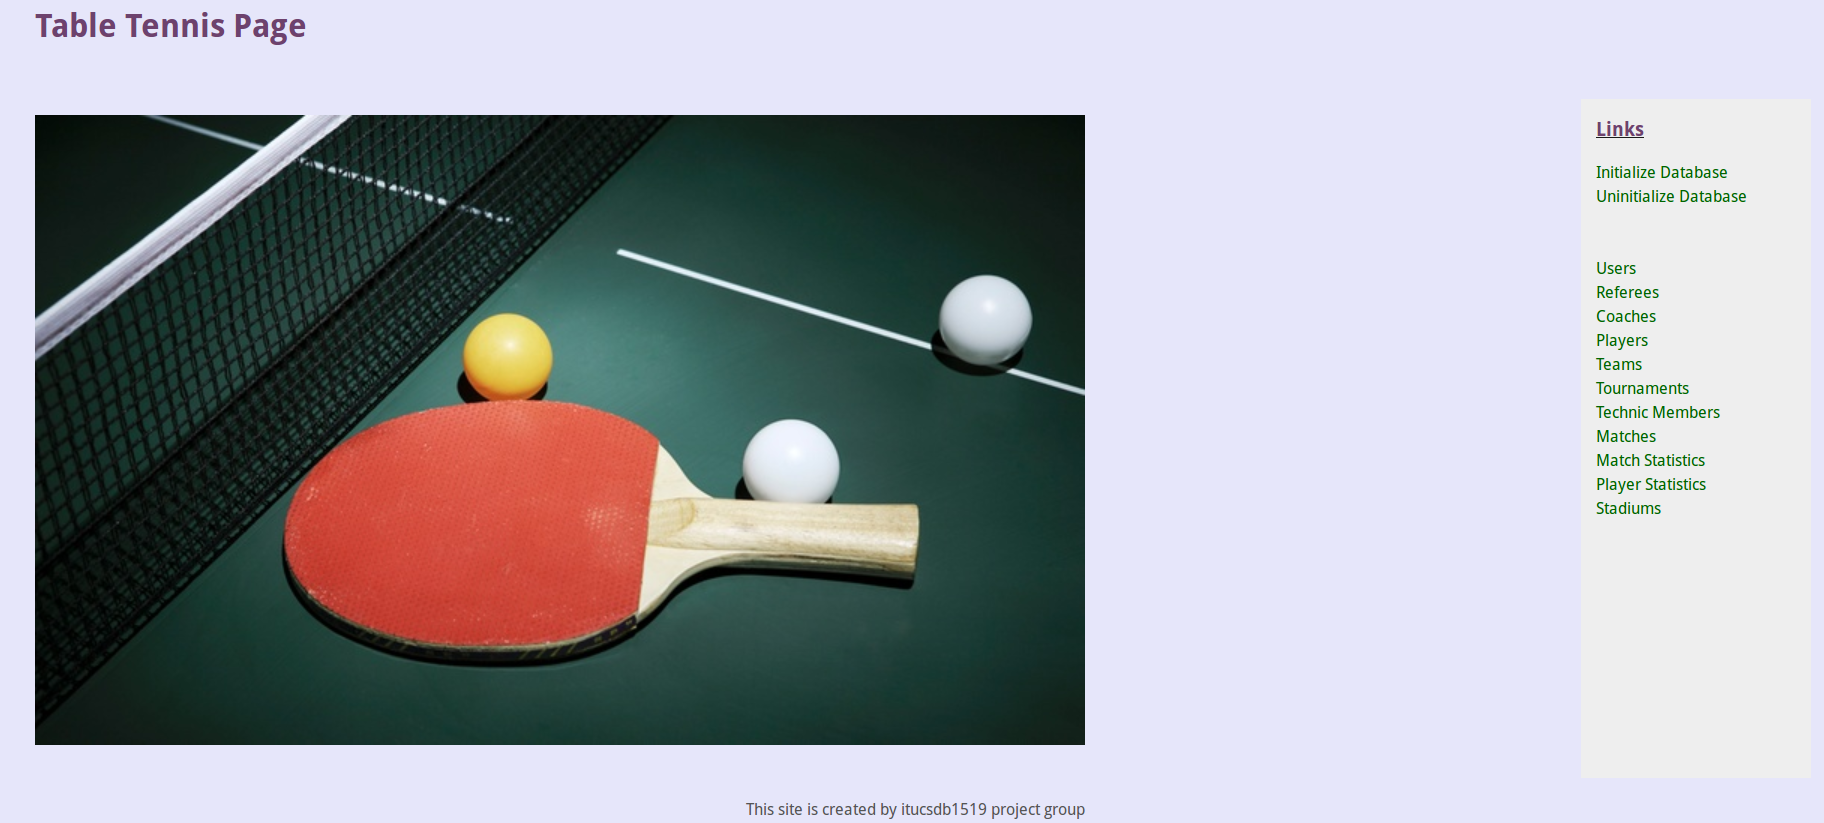 Table Tennis Page
Links
Initialize Database
Uninitialize Database
Users
Referees
Coaches
Players
Teams
Tournaments
Technic Members
Matches
Match Statistics
Player Statistics
Stadiums
This site is created by itucsdb1519 project group